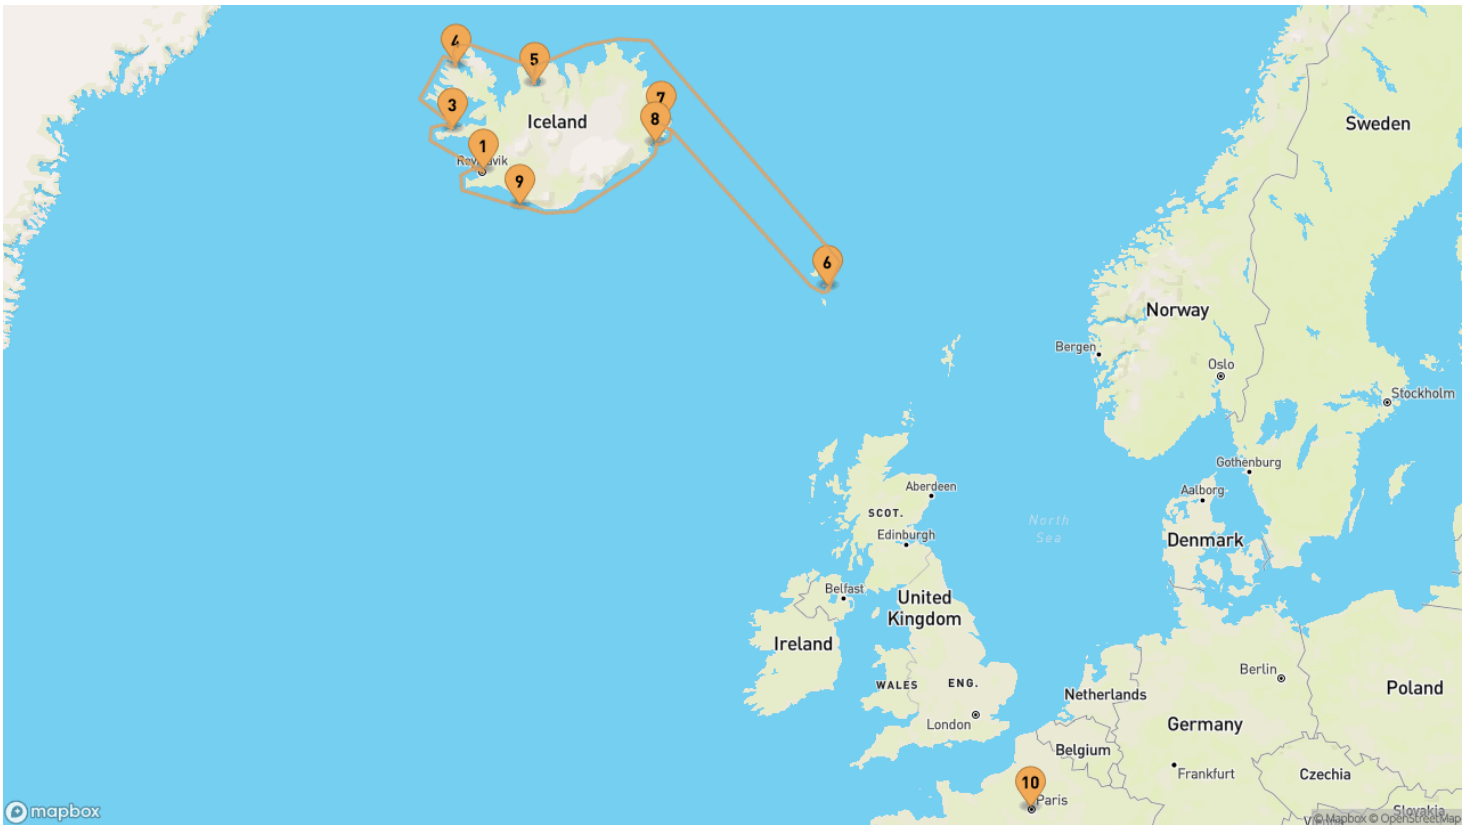 4
5
3
7
8
Iceland
Sweden
1
Reykjavik
9
6
Norway
Bergen
Oslo
Stockholm
Gothenburg
Aberdeen
Aalborg
SCOT.
North
Sea
Edinburgh
Denmark
Belfast
United
Kingdom
Ireland
Berlin
WALES
ENG.
Netherlands
Poland
London
Germany
Belgium
Frankfurt
Czechia
10
Paris
mapbox
Slovakia
© Mapbox © OpenStreetMap